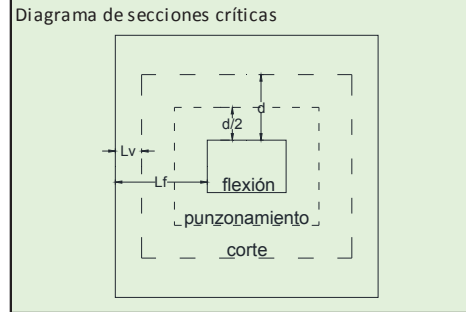 Diagrama de secciones críticas
d
d/2
Lv
Lf
flexión
punzonamiento
corte